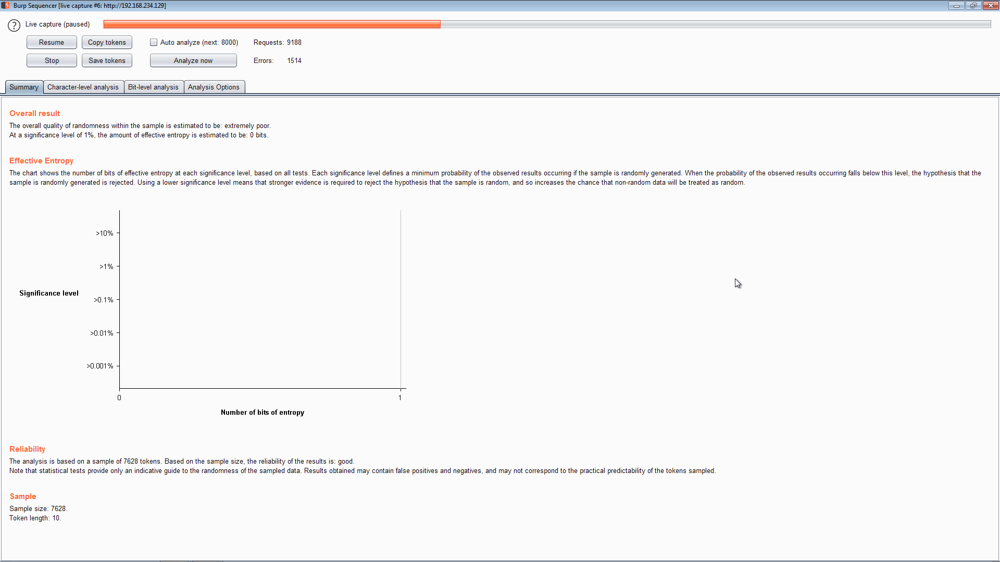 Burp Sequencer [live capture #6: http://192.168.234.129]
? Live capture (paused)
Resume Copy tokens Auto analyze (next: 8000) Requests: 9188
Stop Save tokens Analyze now Errors: 1514
Summary Character-level analysis Bit-level analysis Analysis Options
Overall result
The overall quality of randomness within the sample is estimated to be: extremely poor.
At a significance level of 1%, the amount of effective entropy is estimated to be: 0 bits.
Effective Entropy
The chart shows the number of bits of effective entropy at each significance level, based on all tests. Each significance level defines a minimum probability of the observed results occurring if the sample is randomly generated. When the probability of the observed results occurring falls below this level, the hypothesis that the
sample is randomly generated is rejected. Using a lower significance level means that stronger evidence is required to reject the hypothesis that the sample is random, and so increases the chance that non-random data will be treated as random.
>10%
>1%
Significance level
>0.1%
>0.01%
>0.001%
0 1
Number of bits of entropy
Reliability
The analysis is based on a sample of 7628 tokens. Based on the sample size, the reliability of the results is: good.
Note that statistical tests provide only an indicative guide to the randomness of the sampled data. Results obtained may contain false positives and negatives, and may not correspond to the practical predictability of the tokens sampled.
Sample
Sample size: 7628.
Token length: 10.